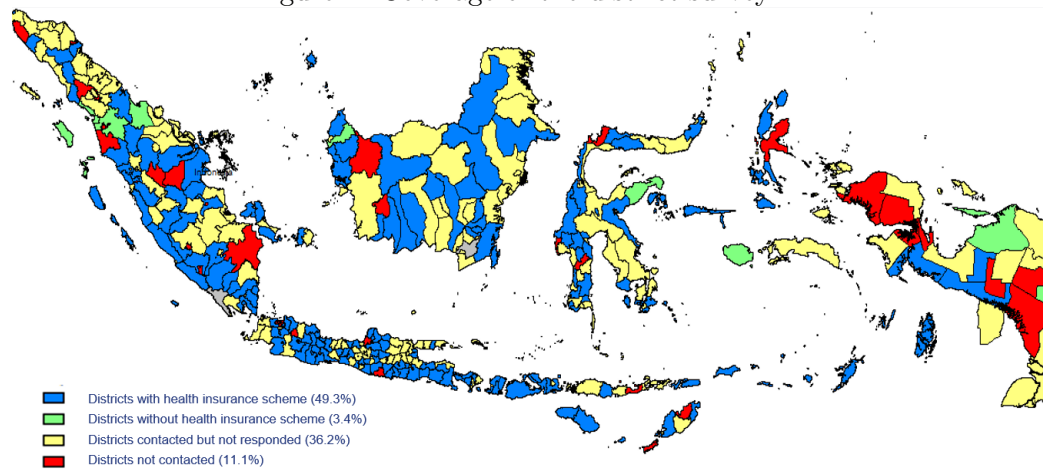 Districts with health insurance scheme (49.3%)
Districts without health insurance scheme (3.4%)
Districts contacted but not responded (36.2%)
Districts not contacted (11.1%)